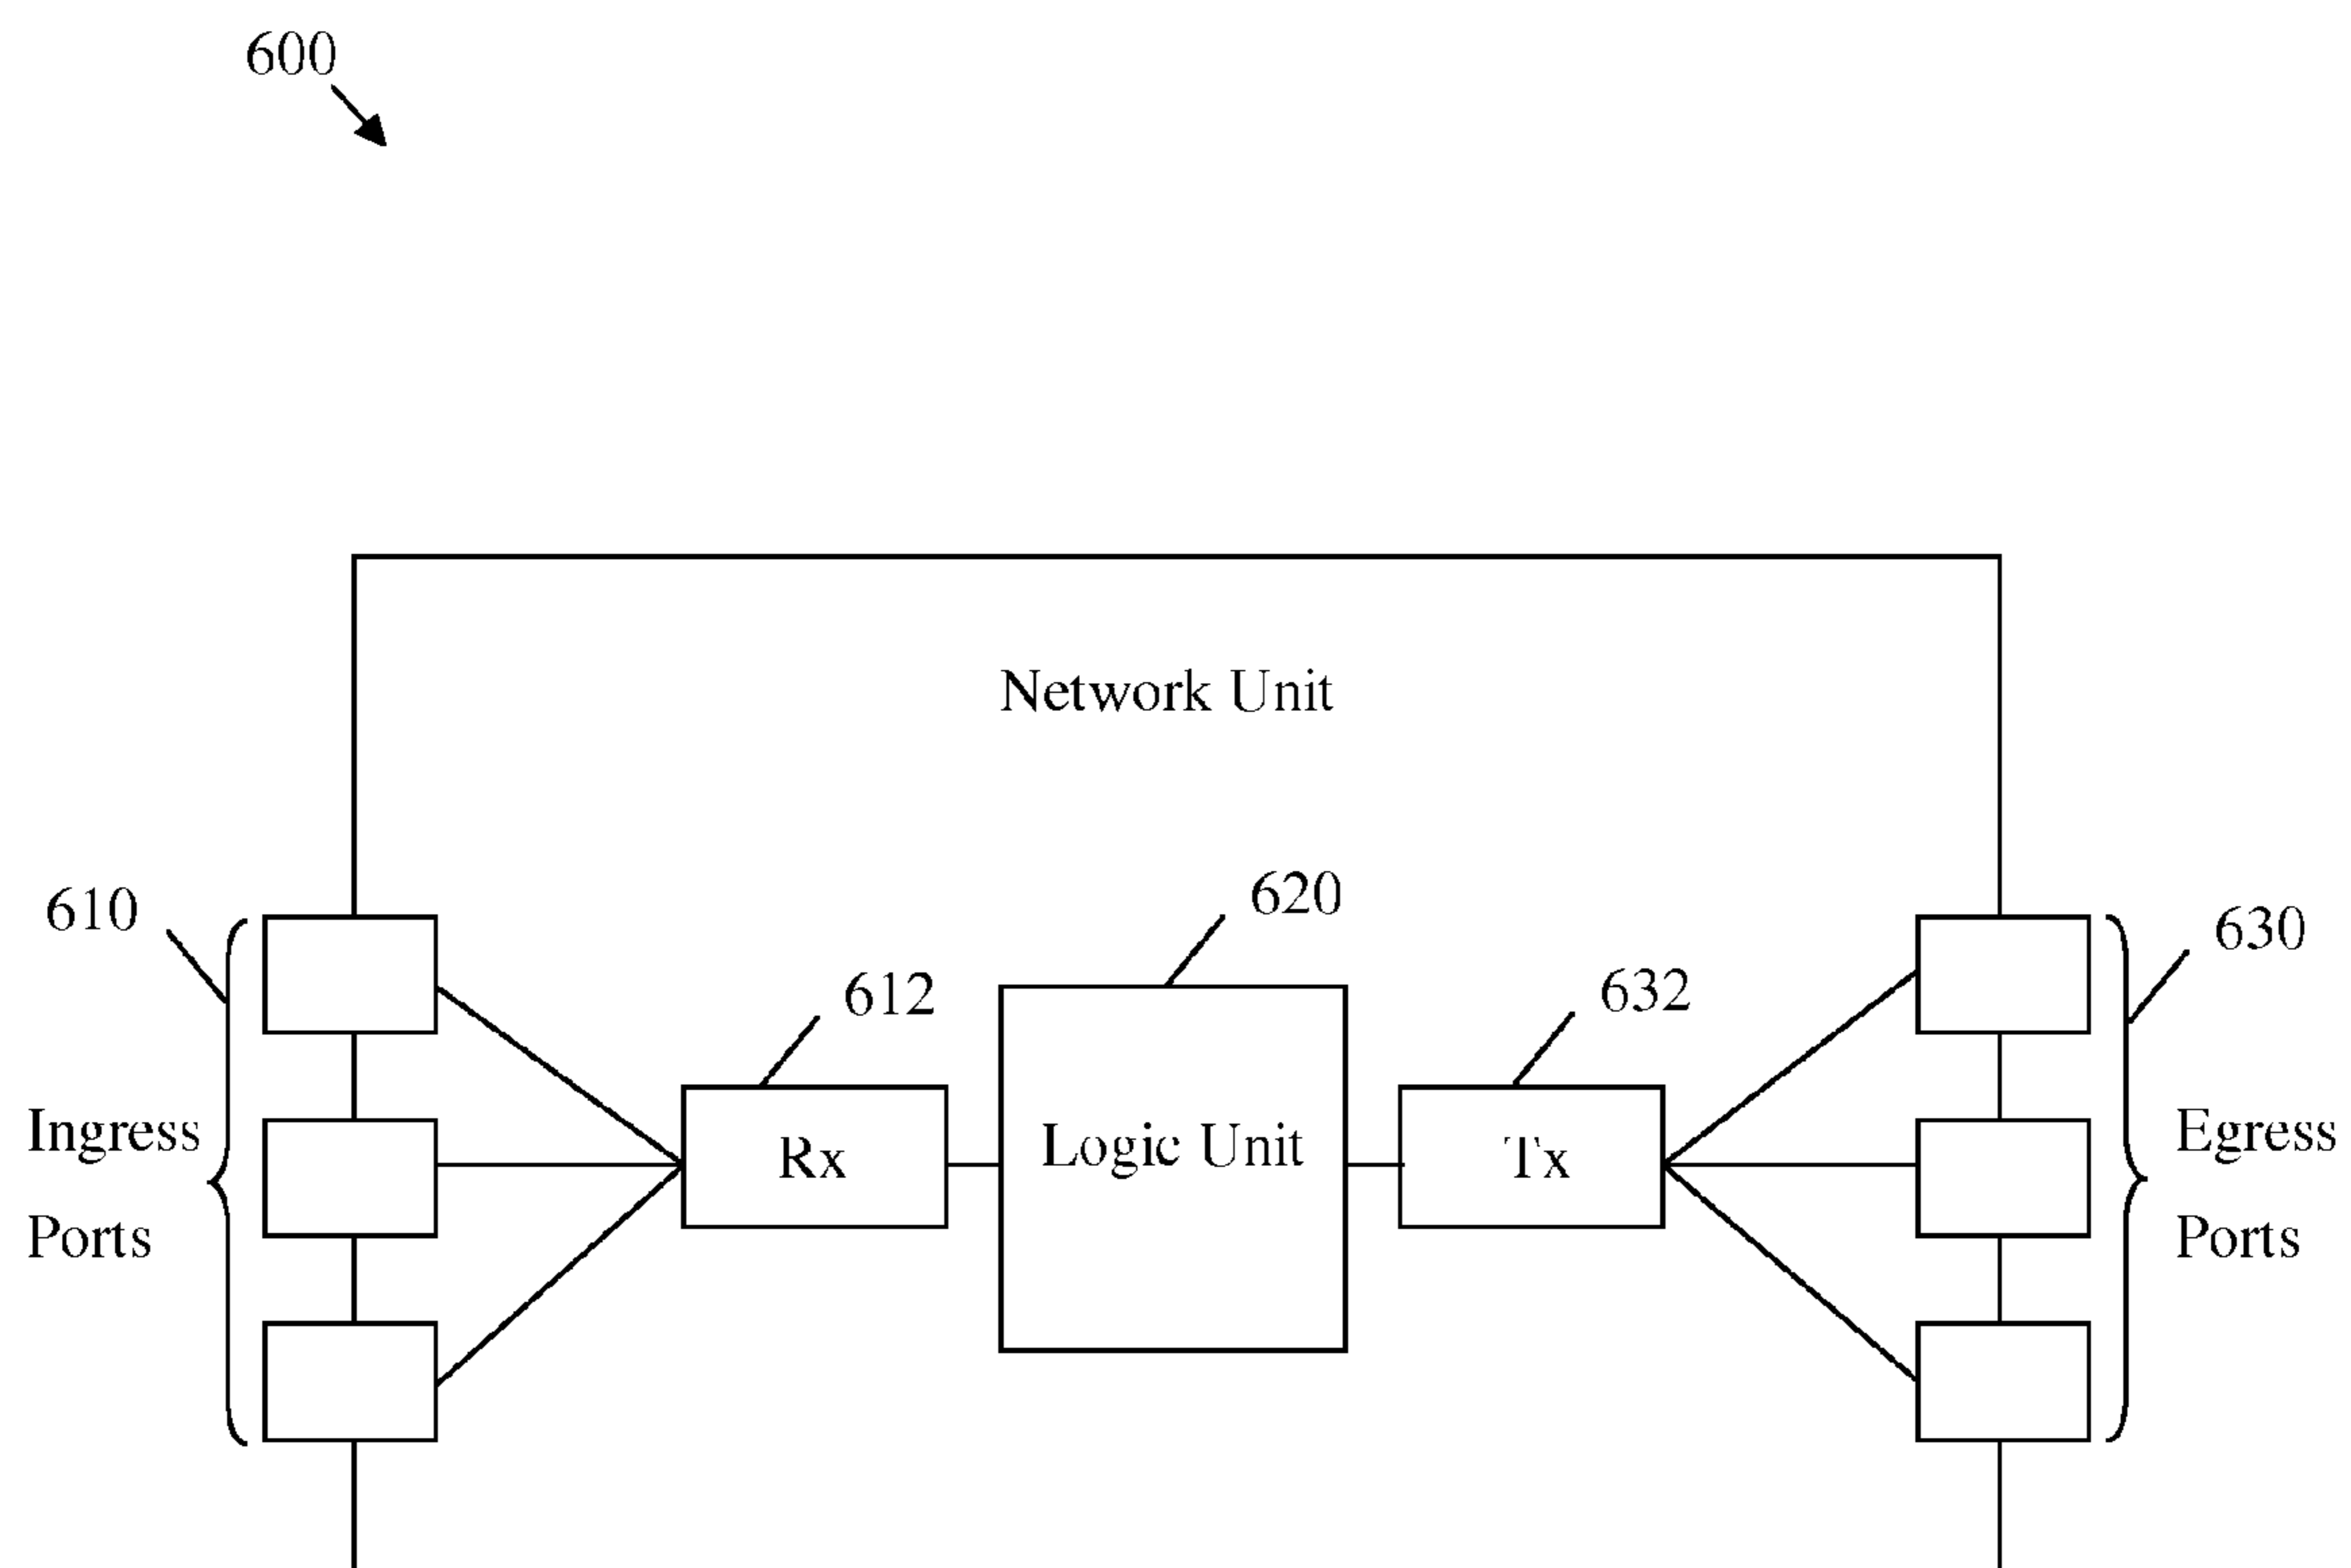 600
Network Unit
610
620
630
612
632
Ingress
Ports
Rx
Logic Unit
Tx
Egress
Ports